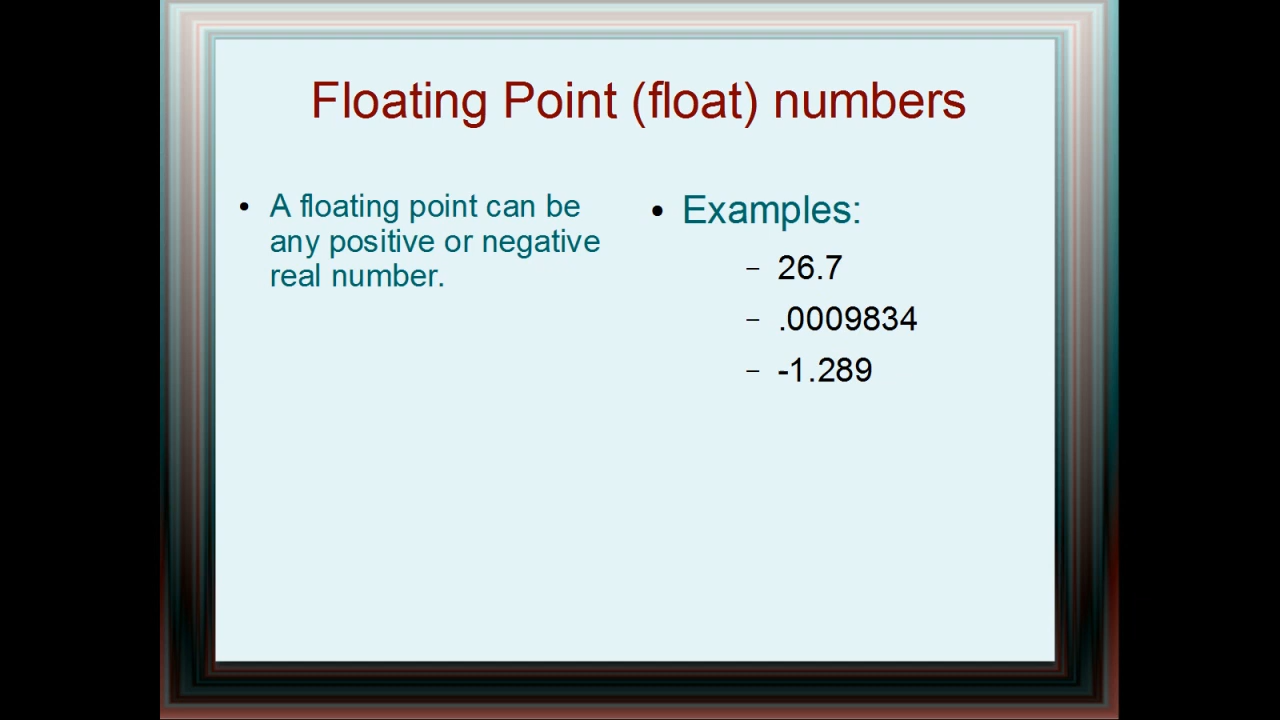 Floating Point (float) numbers
• A floating point can be
any positive or negative
real number.
• Examples:
– 26.7
– .0009834
– -1.289